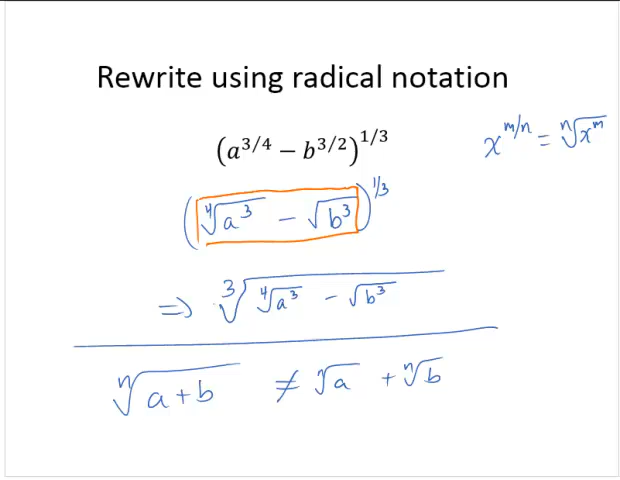 Rewrite using radical notation
(a^{3/4} − b^{3/2})^{1/3}
x^{m/n} = ⁿ√(x^m)
(⁴√(a³) − √(b³))^{1/3}
⇒ ³√(⁴√(a³) − √(b³))
ⁿ√(a+b) ≠ ⁿ√a + ⁿ√b